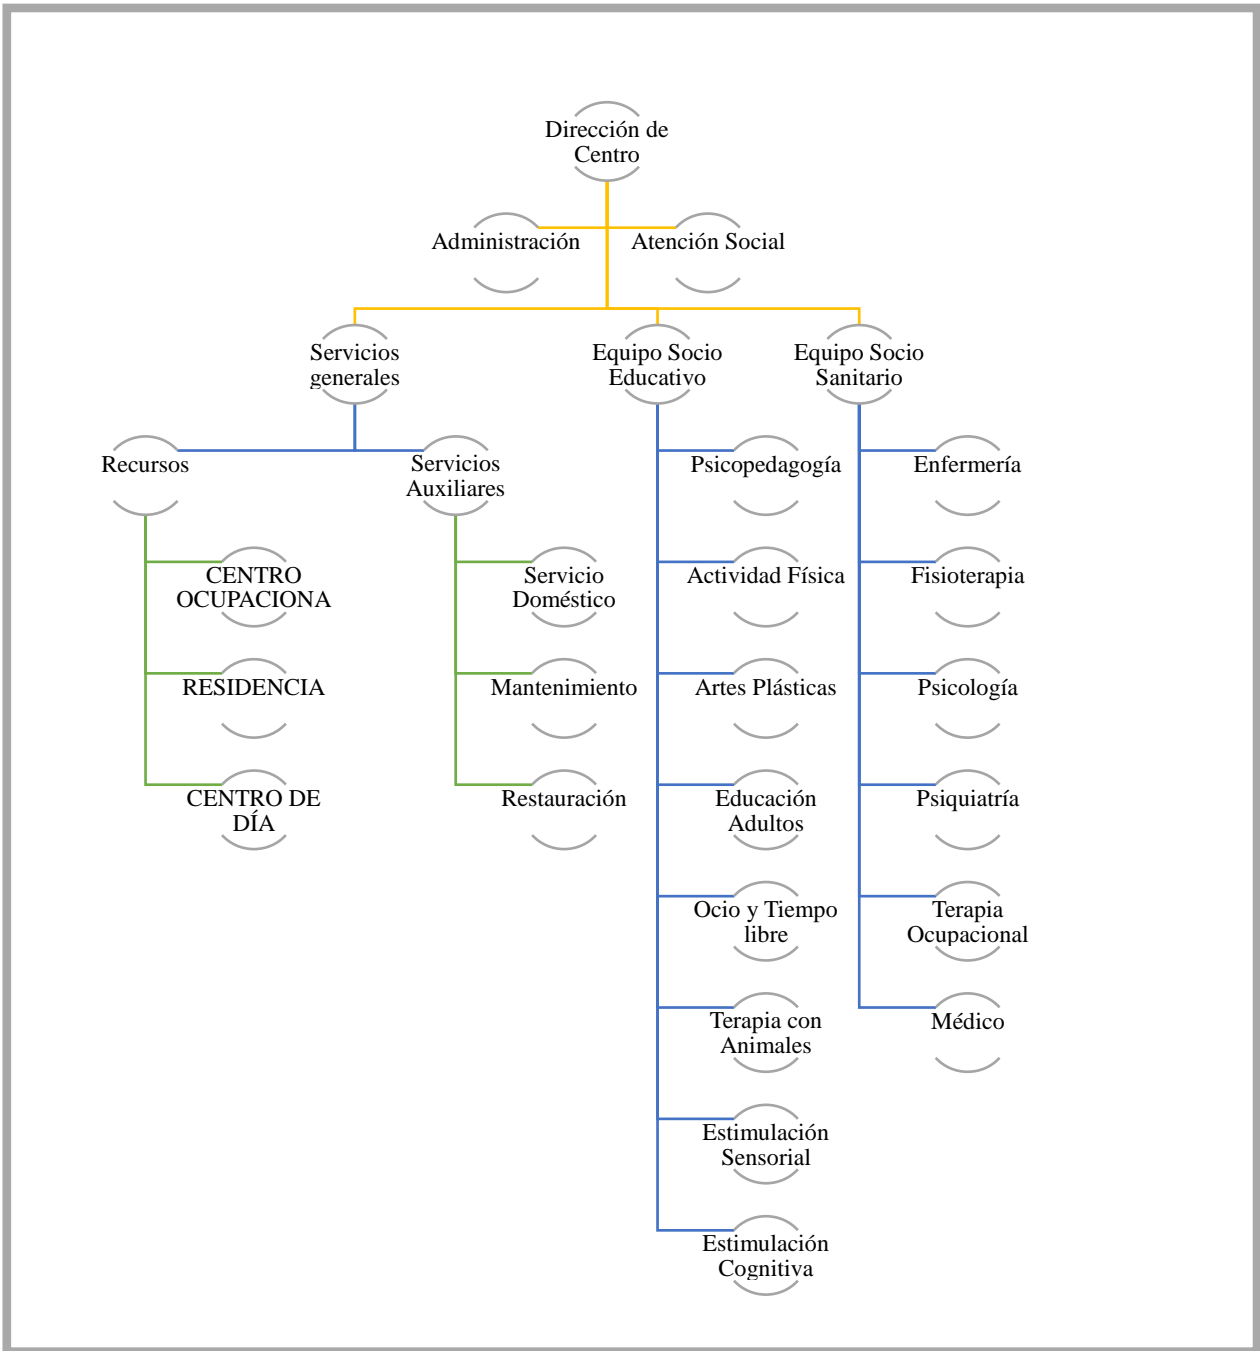 Dirección de
Centro
Administración
Atención Social
Servicios
generales
Equipo Socio
Educativo
Equipo Socio
Sanitario
Recursos
Servicios
Auxiliares
Psicopedagogía
Enfermería
CENTRO
OCUPACIONA
Servicio
Doméstico
Actividad Física
Fisioterapia
RESIDENCIA
Mantenimiento
Artes Plásticas
Psicología
CENTRO DE
DÍA
Restauración
Educación
Adultos
Psiquiatría
Ocio y Tiempo
libre
Terapia
Ocupacional
Terapia con
Animales
Médico
Estimulación
Sensorial
Estimulación
Cognitiva